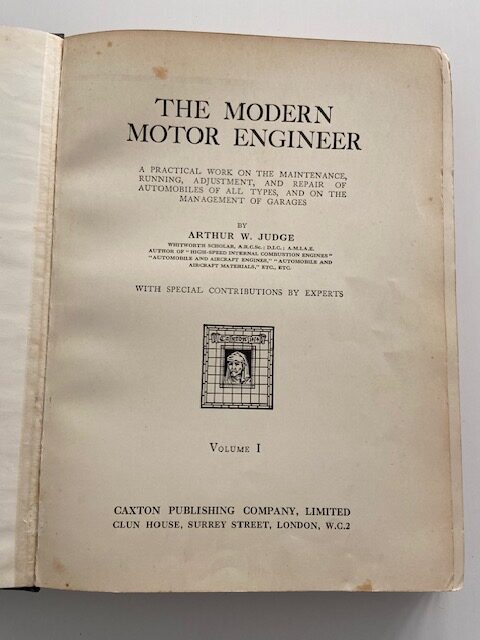 THE MODERN
MOTOR ENGINEER
A PRACTICAL WORK ON THE MAINTENANCE,
RUNNING, ADJUSTMENT, AND REPAIR OF
AUTOMOBILES OF ALL TYPES, AND ON THE
MANAGEMENT OF GARAGES
BY
ARTHUR W. JUDGE
WHITWORTH SCHOLAR, A.R.C.Sc.; D.I.C.; A.M.I.A.E.
AUTHOR OF "HIGH-SPEED INTERNAL COMBUSTION ENGINES"
"AUTOMOBILE AND AIRCRAFT ENGINES," "AUTOMOBILE AND
AIRCRAFT MATERIALS," ETC., ETC.
WITH SPECIAL CONTRIBUTIONS BY EXPERTS
VOLUME I
CAXTON PUBLISHING COMPANY, LIMITED
CLUN HOUSE, SURREY STREET, LONDON, W.C.2